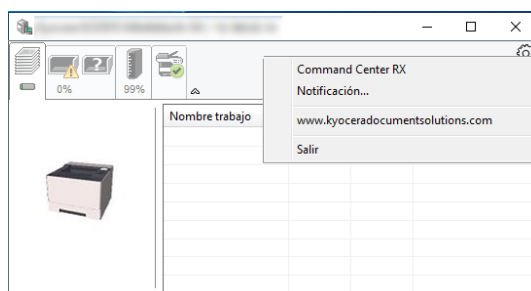 Command Center RX
Notificación...
www.kyoceradocumentsolutions.com
Salir
?
0%
99%
Nombre trabajo